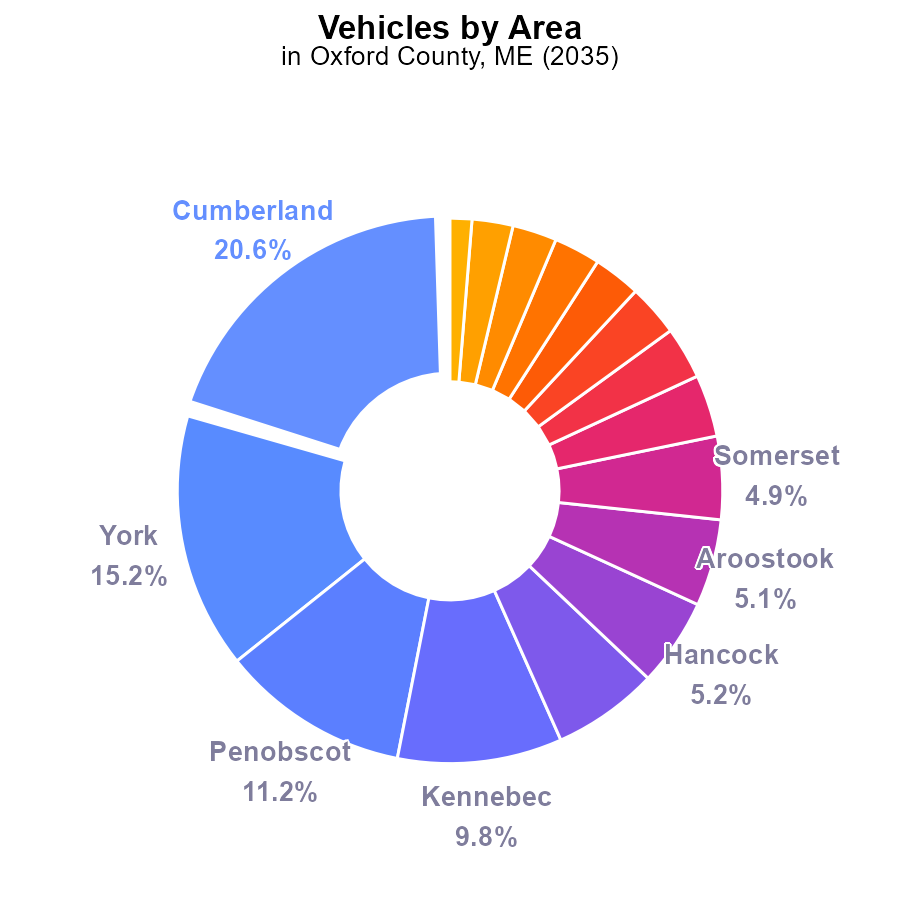 Vehicles by Area
in Oxford County, ME (2035)
Cumberland
20.6%
Somerset
4.9%
York
15.2%
Aroostook
5.1%
Hancock
5.2%
Penobscot
11.2%
Kennebec
9.8%